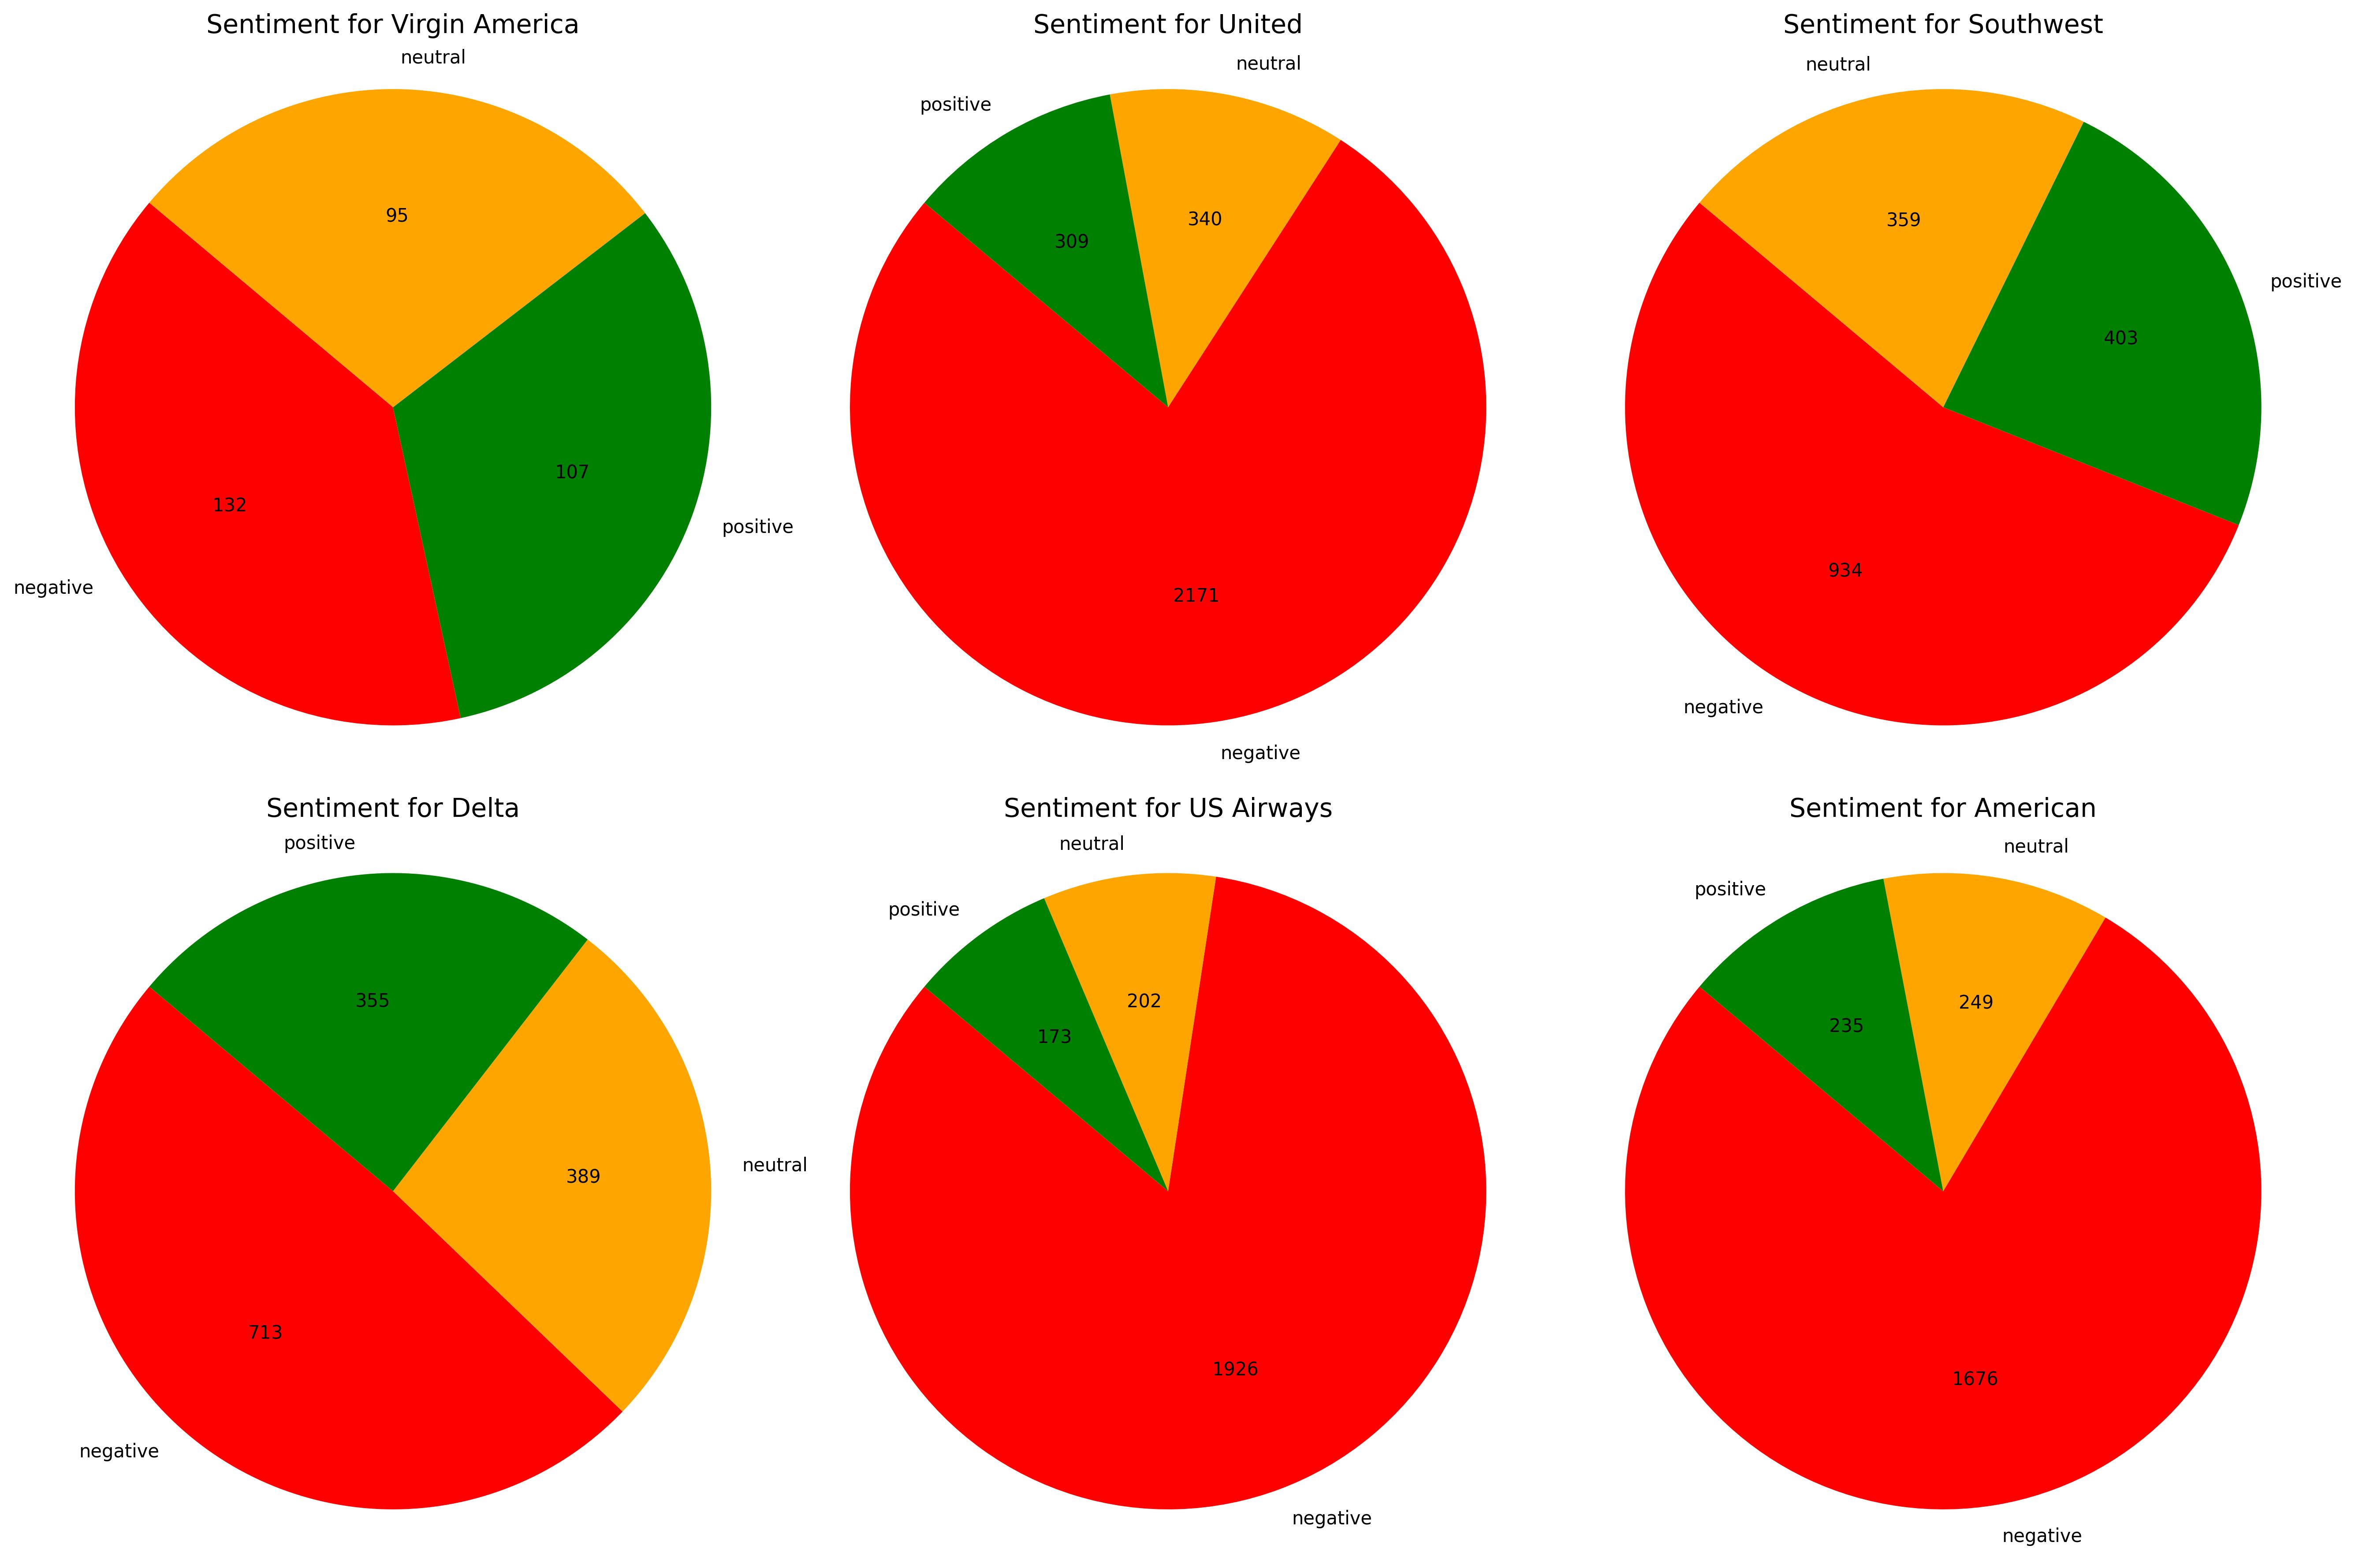 Sentiment for Virgin America
neutral
95
107
132
positive
negative
Sentiment for United
neutral
positive
340
309
2171
negative
Sentiment for Southwest
neutral
359
positive
403
934
negative
Sentiment for Delta
positive
355
neutral
389
713
negative
Sentiment for US Airways
neutral
positive
202
173
1926
negative
Sentiment for American
neutral
positive
249
235
1676
negative